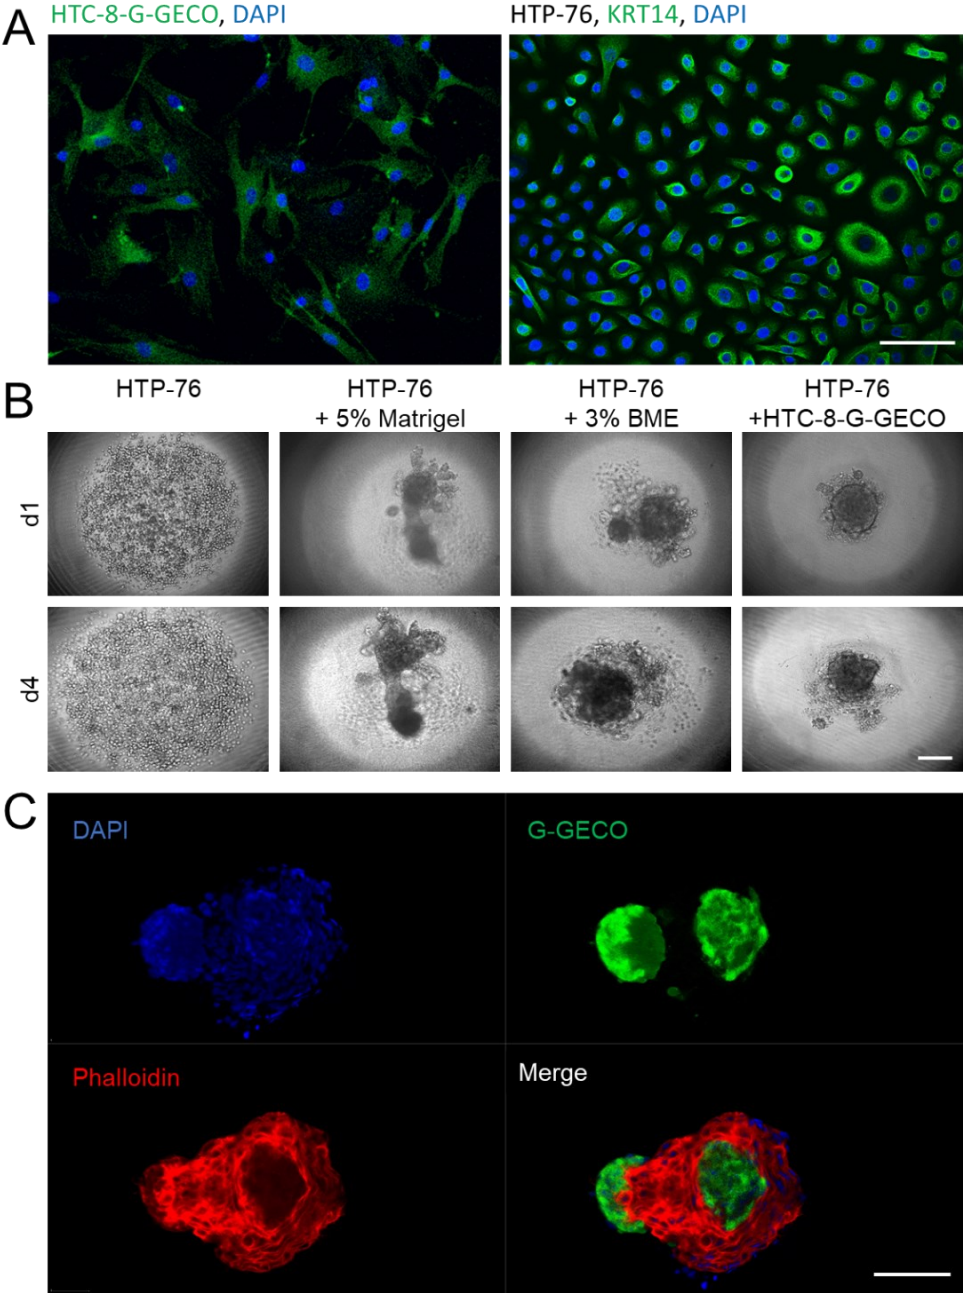 A
HTC-8-G-GECO, DAPI
HTP-76, KRT14, DAPI
B
HTP-76
HTP-76
+ 5% Matrigel
HTP-76
+ 3% BME
HTP-76
+HTC-8-G-GECO
d1
d4
C
DAPI
G-GECO
Phalloidin
Merge